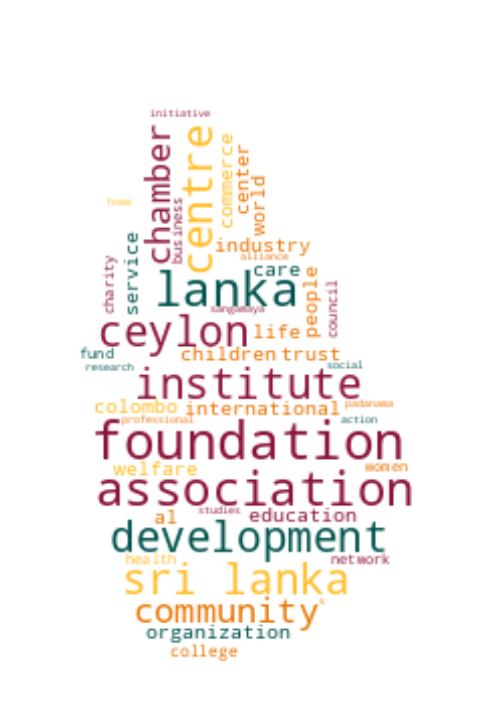 initiative
chamber
centre
commerce
center
world
home
business
industry
alliance
service
charity
care
lanka
people
council
sangamaya
ceylon
life
fund
children
trust
research
social
institute
colombo
international
padanama
professional
action
foundation
welfare
women
association
al
studies
education
development
health
network
sri lanka
community
s
organization
college